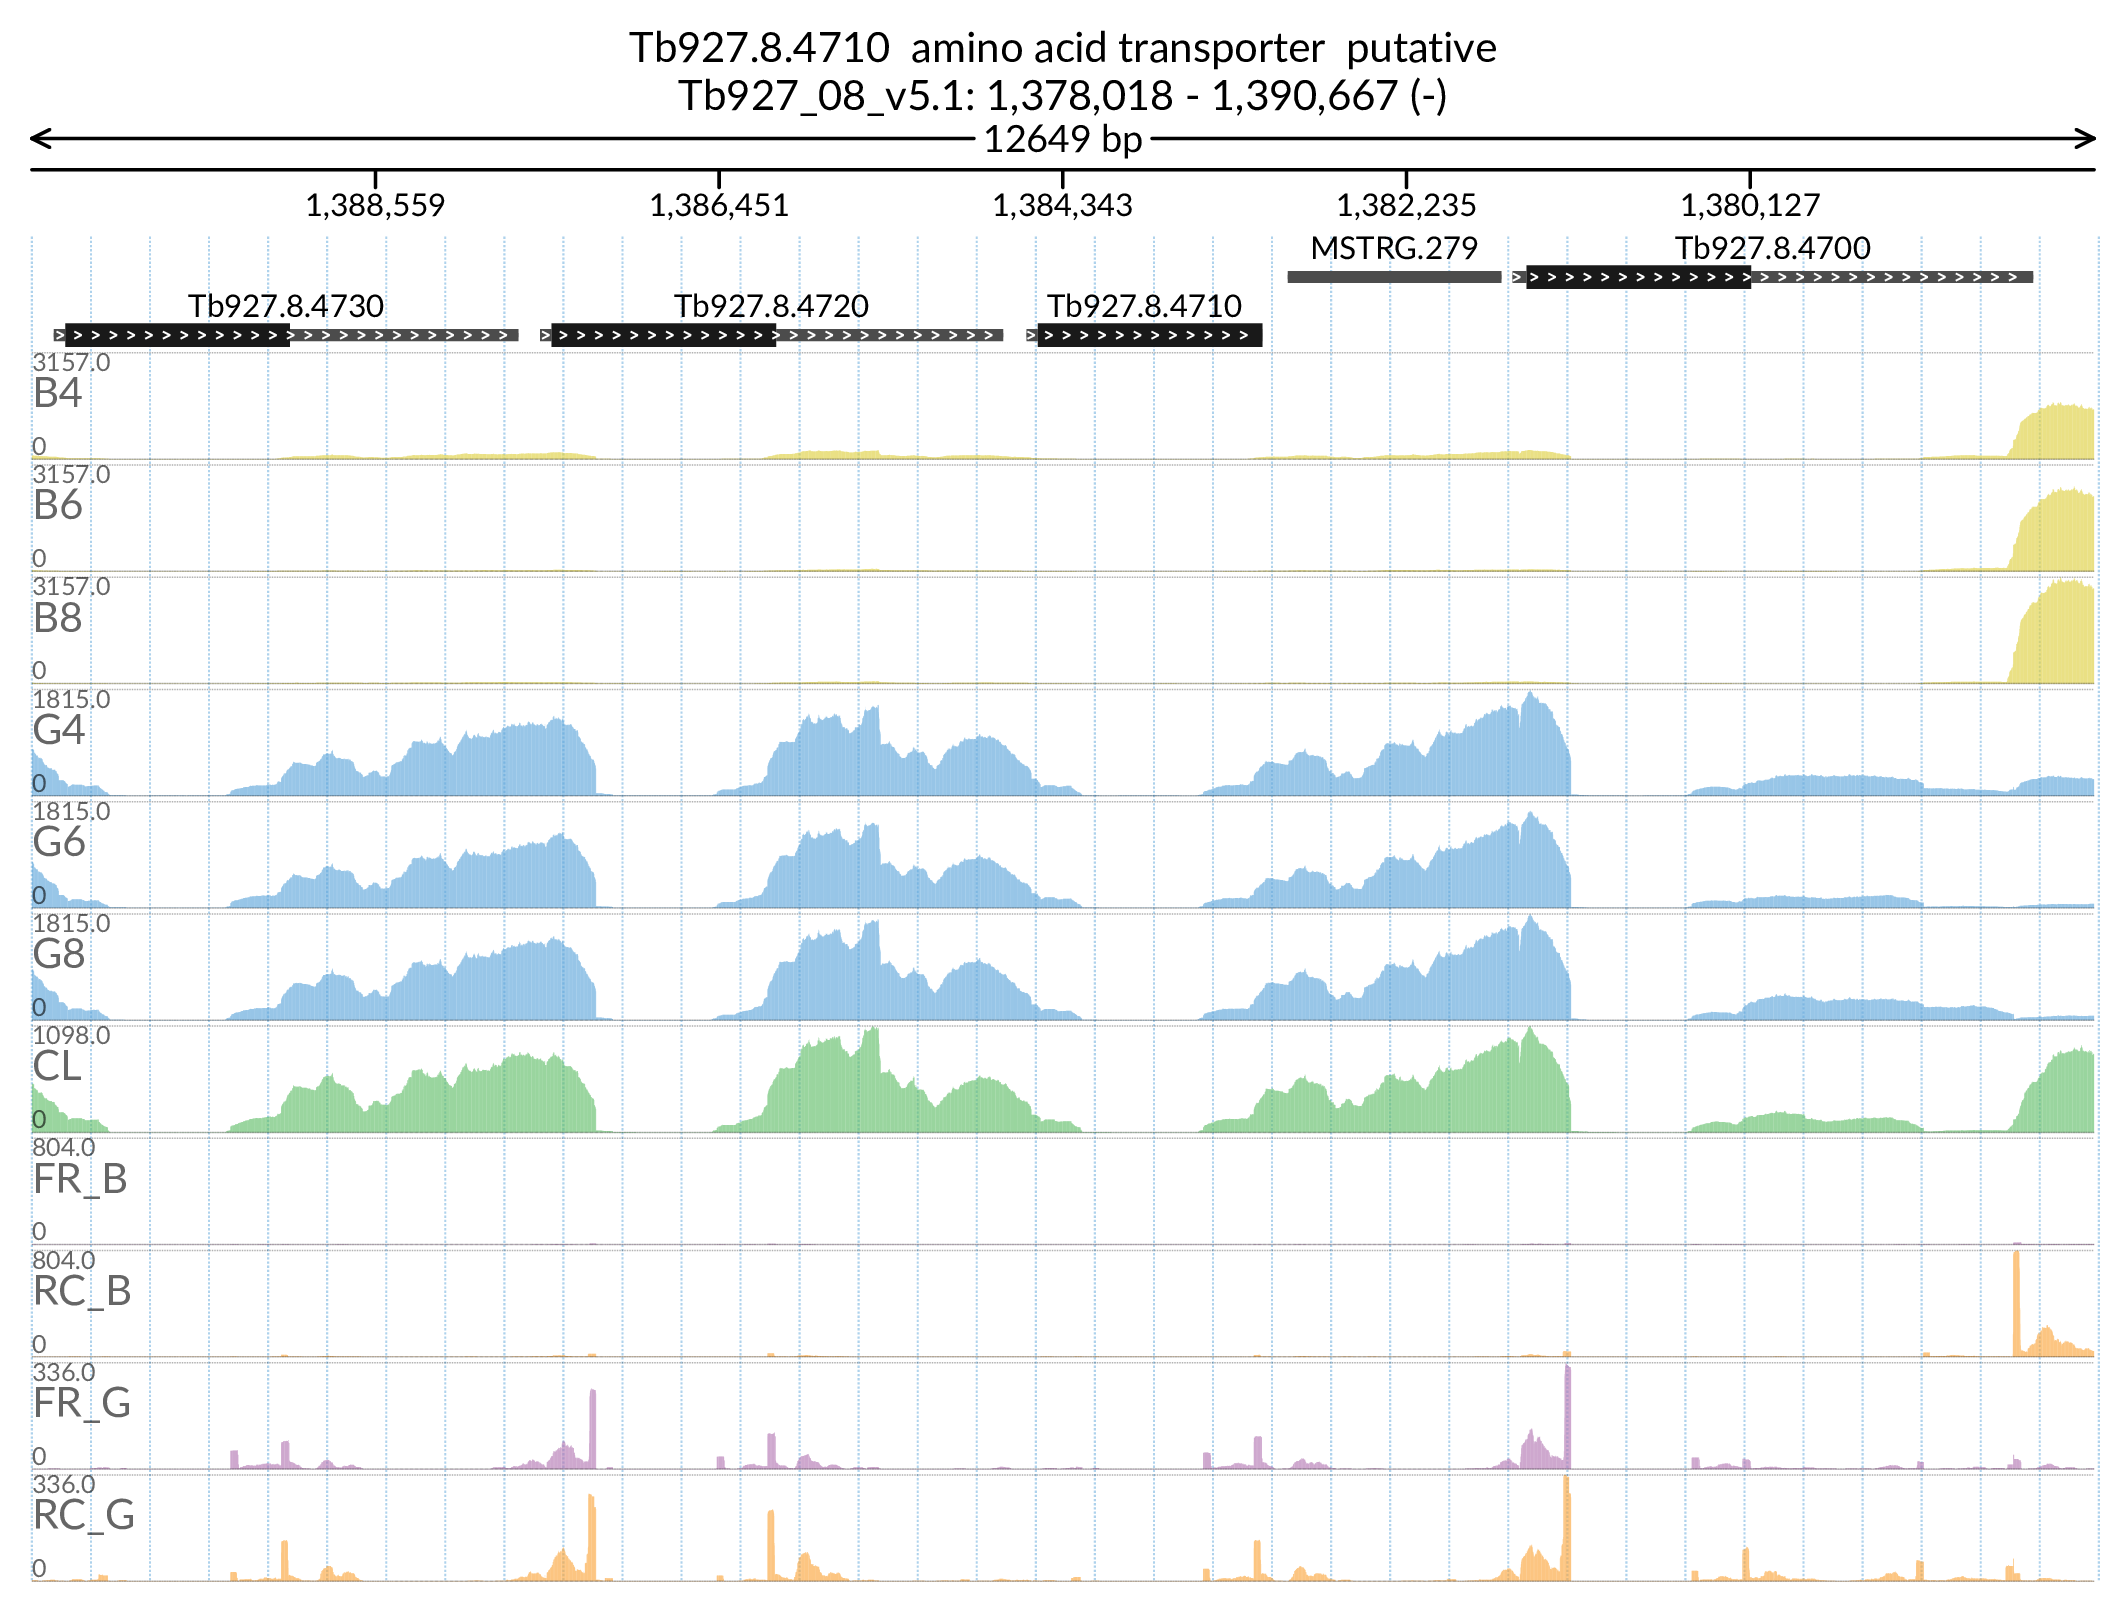 Tb927.8.4710  amino acid transporter  putative
Tb927_08_v5.1: 1,378,018 - 1,390,667 (-)
12649 bp
1,388,559 1,386,451 1,384,343 1,382,235 1,380,127
MSTRG.279 Tb927.8.4700
Tb927.8.4730 Tb927.8.4720 Tb927.8.4710
3157.0
B4
0
3157.0
B6
0
3157.0
B8
0
1815.0
G4
0
1815.0
G6
0
1815.0
G8
0
1098.0
CL
0
804.0
FR_B
0
804.0
RC_B
0
336.0
FR_G
0
336.0
RC_G
0